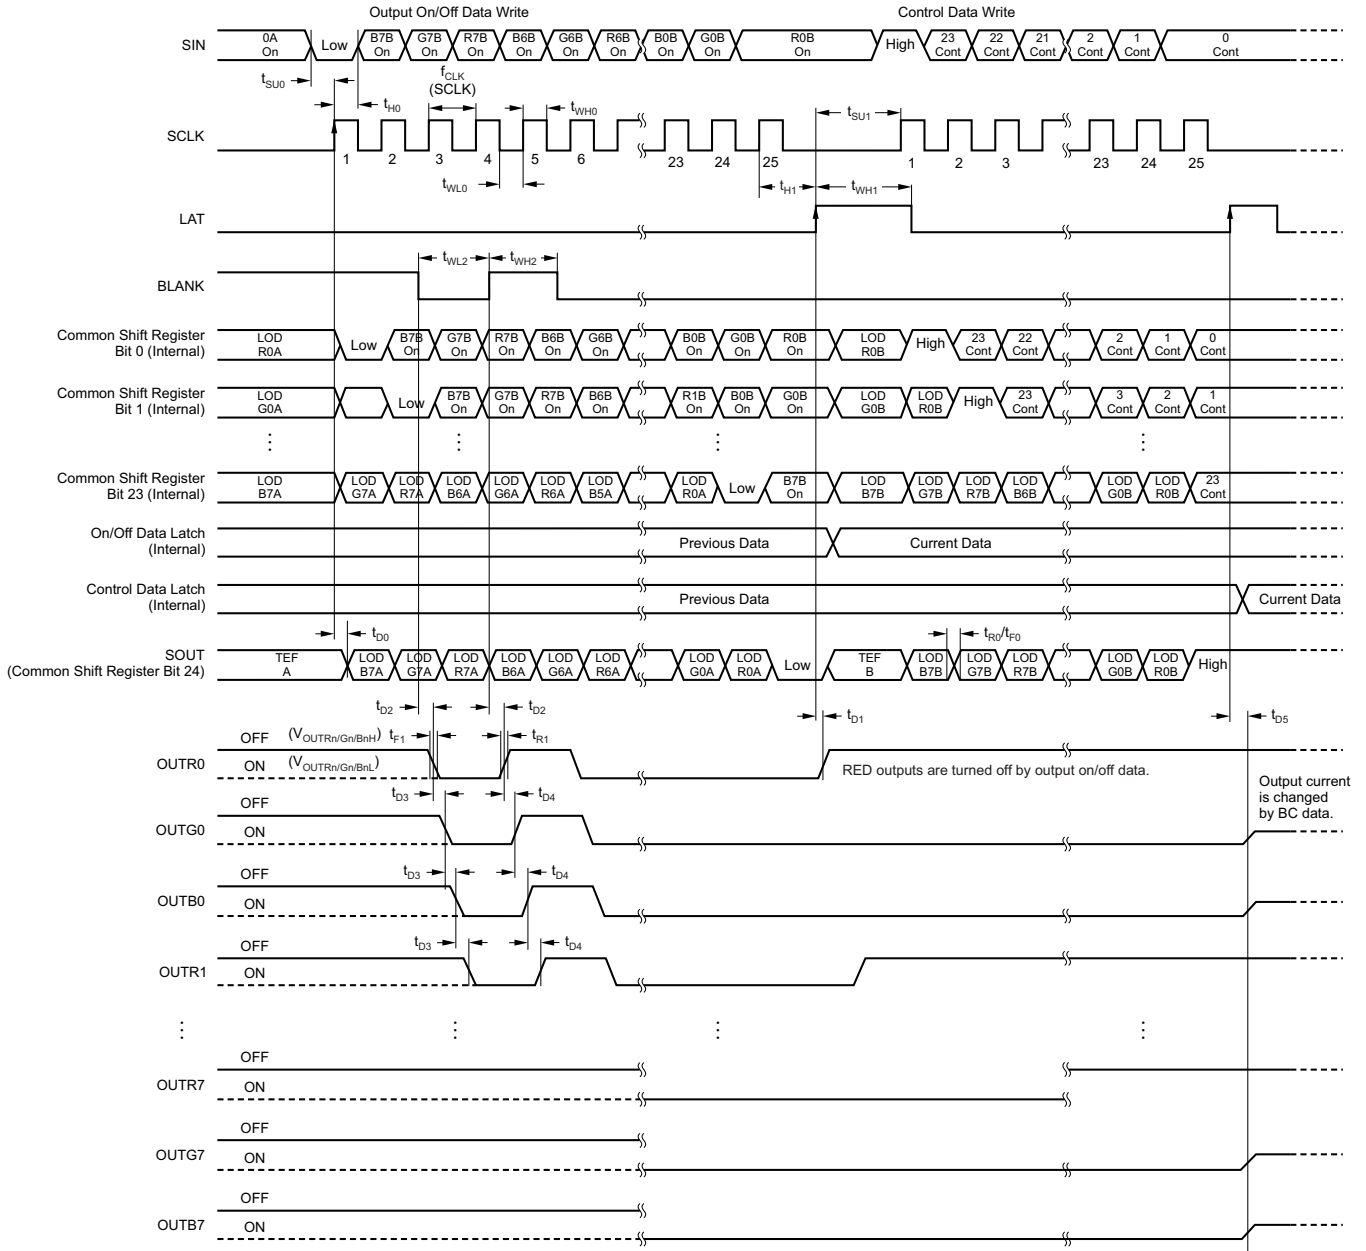 Output On/Off Data Write
Control Data Write
SIN
0A On
Low
B7B On
G7B On
R7B On
B6B On
G6B On
R6B On
B0B On
G0B On
R0B On
High
23 Cont
22 Cont
21 Cont
2 Cont
1 Cont
0 Cont
tSU0
tH0
fCLK (SCLK)
tWH0
tSU1
SCLK
1 2 3 4 5 6 23 24 25 1 2 3 23 24 25
tWL0
tH1
tWH1
LAT
tWL2
tWH2
BLANK
Common Shift Register
Bit 0 (Internal)
LOD R0A
Low
B7B On
G7B On
R7B On
B6B On
G6B On
B0B On
G0B On
R0B On
LOD R0B
High
23 Cont
22 Cont
2 Cont
1 Cont
0 Cont
Common Shift Register
Bit 1 (Internal)
LOD G0A
Low
B7B On
G7B On
R7B On
B6B On
R1B On
B0B On
G0B On
LOD G0B
LOD R0B
High
23 Cont
3 Cont
2 Cont
1 Cont
Common Shift Register
Bit 23 (Internal)
LOD B7A
LOD G7A
LOD R7A
LOD B6A
LOD G6A
LOD R6A
LOD B5A
LOD R0A
Low
B7B On
LOD B7B
LOD G7B
LOD R7B
LOD B6B
LOD G0B
LOD R0B
23 Cont
On/Off Data Latch
(Internal)
Previous Data
Current Data
Control Data Latch
(Internal)
Previous Data
Current Data
tD0
tR0/tF0
SOUT
(Common Shift Register Bit 24)
TEF A
LOD B7A
LOD G7A
LOD R7A
LOD B6A
LOD G6A
LOD R6A
LOD G0A
LOD R0A
Low
TEF B
LOD B7B
LOD G7B
LOD R7B
LOD G0B
LOD R0B
High
tD2
tD2
tD1
tD5
OFF
(VOUTRn/Gn/BnH)
tF1
tR1
OUTR0
ON
(VOUTRn/Gn/BnL)
RED outputs are turned off by output on/off data.
tD3
tD4
Output current
is changed
by BC data.
OFF
OUTG0
ON
tD3
tD4
OFF
OUTB0
ON
tD3
tD4
OFF
OUTR1
ON
OFF
OUTR7
ON
OFF
OUTG7
ON
OFF
OUTB7
ON